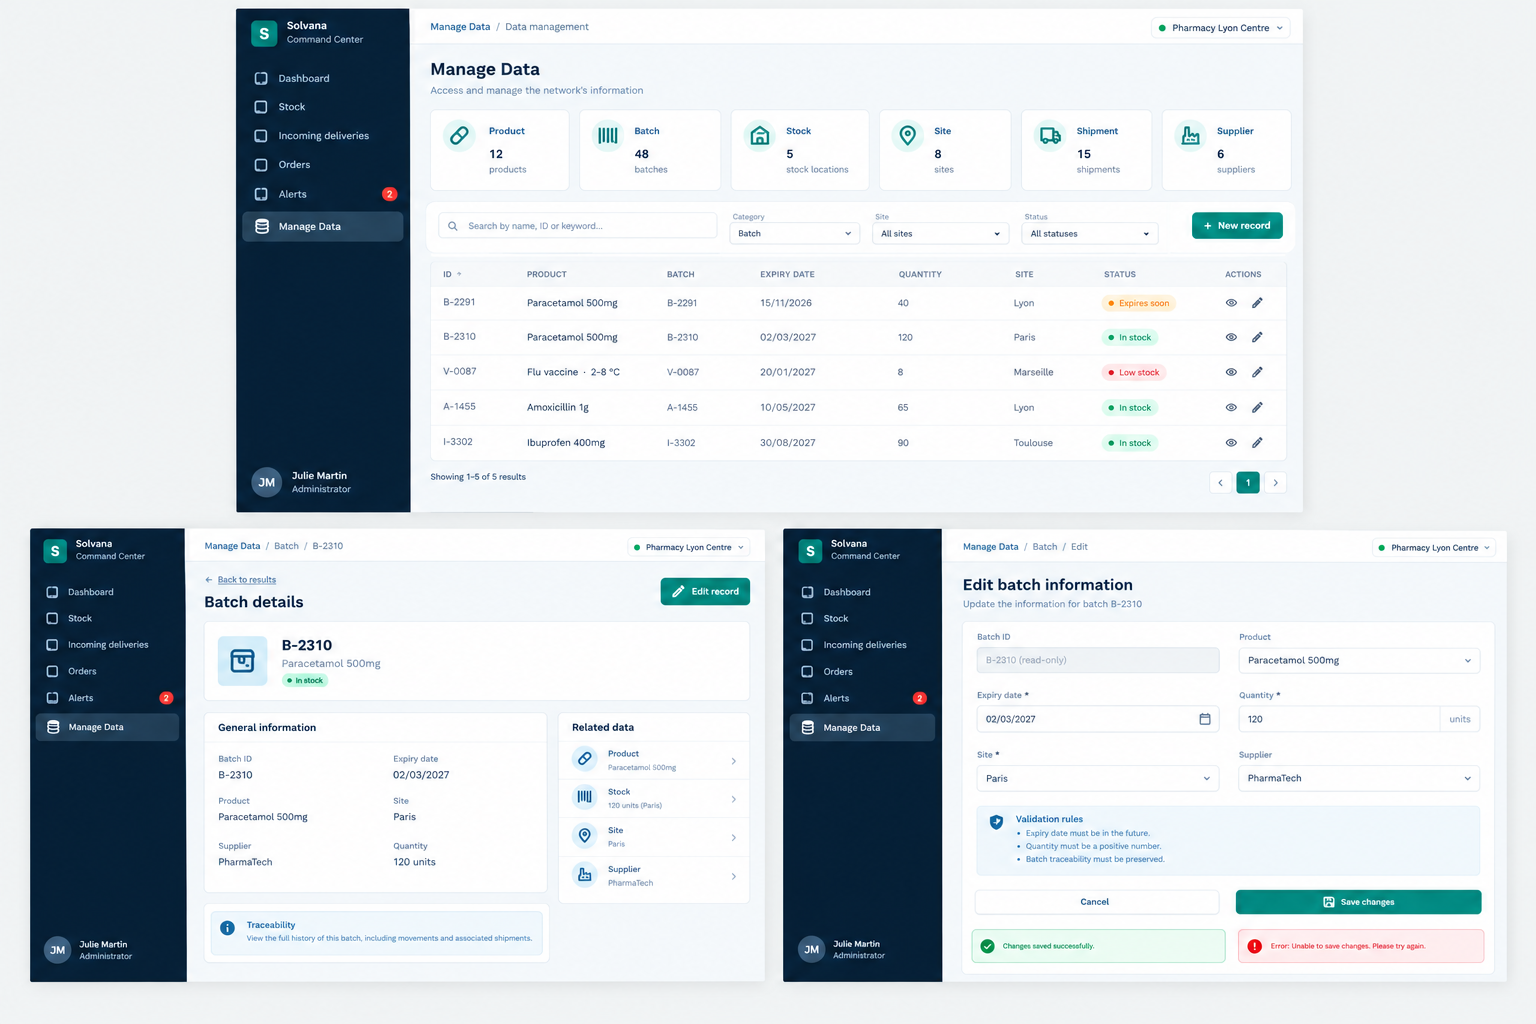 Solvana
Command Center
Dashboard
Stock
Incoming deliveries
Orders
Alerts 2
Manage Data
JM
Julie Martin
Administrator
Manage Data / Data management
Pharmacy Lyon Centre
Manage Data
Access and manage the network's information
Product
12
products
Batch
48
batches
Stock
5
stock locations
Site
8
sites
Shipment
15
shipments
Supplier
6
suppliers
Search by name, ID or keyword...
Category
Batch
Site
All sites
Status
All statuses
+ New record
ID PRODUCT BATCH EXPIRY DATE QUANTITY SITE STATUS ACTIONS
B-2291 Paracetamol 500mg B-2291 15/11/2026 40 Lyon Expires soon
B-2310 Paracetamol 500mg B-2310 02/03/2027 120 Paris In stock
V-0087 Flu vaccine · 2-8 °C V-0087 20/01/2027 8 Marseille Low stock
A-1455 Amoxicillin 1g A-1455 10/05/2027 65 Lyon In stock
I-3302 Ibuprofen 400mg I-3302 30/08/2027 90 Toulouse In stock
Showing 1-5 of 5 results
1
S
Solvana
Command Center
Dashboard
Stock
Incoming deliveries
Orders
Alerts 2
Manage Data
JM
Julie Martin
Administrator
Manage Data / Batch / B-2310
Pharmacy Lyon Centre
← Back to results
Batch details
Edit record
B-2310
Paracetamol 500mg
In stock
General information
Batch ID
B-2310
Expiry date
02/03/2027
Product
Paracetamol 500mg
Site
Paris
Supplier
PharmaTech
Quantity
120 units
Related data
Product
Paracetamol 500mg
Stock
120 units (Paris)
Site
Paris
Supplier
PharmaTech
Traceability
View the full history of this batch, including movements and associated shipments.
S
Solvana
Command Center
Dashboard
Stock
Incoming deliveries
Orders
Alerts 2
Manage Data
JM
Julie Martin
Administrator
Manage Data / Batch / Edit
Pharmacy Lyon Centre
Edit batch information
Update the information for batch B-2310
Batch ID
B-2310 (read-only)
Product
Paracetamol 500mg
Expiry date *
02/03/2027
Quantity *
120 units
Site *
Paris
Supplier
PharmaTech
Validation rules
• Expiry date must be in the future.
• Quantity must be a positive number.
• Batch traceability must be preserved.
Cancel
Save changes
Changes saved successfully.
Error: Unable to save changes. Please try again.